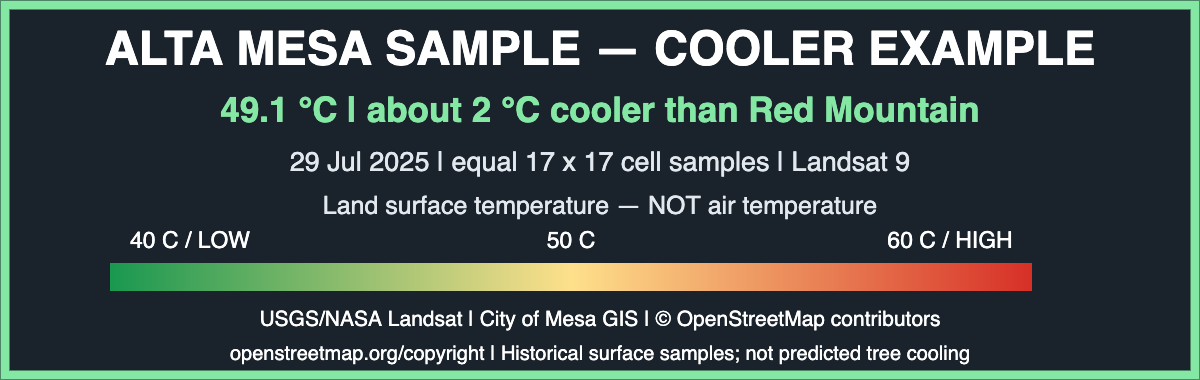 ALTA MESA SAMPLE — COOLER EXAMPLE
49.1 °C | about 2 °C cooler than Red Mountain
29 Jul 2025 | equal 17 x 17 cell samples | Landsat 9
Land surface temperature — NOT air temperature
40 C / LOW 50 C 60 C / HIGH
USGS/NASA Landsat | City of Mesa GIS | © OpenStreetMap contributors
openstreetmap.org/copyright | Historical surface samples; not predicted tree cooling